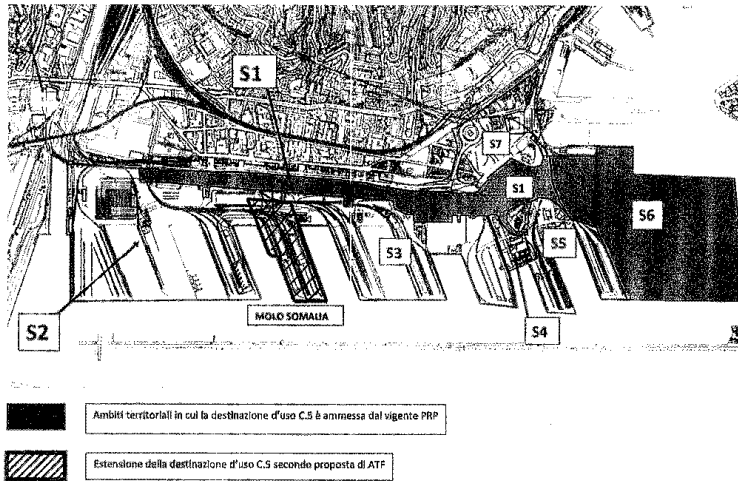 S1
S7
S1
S6
S3
S5
MOLO SOMALIA
S2
S4
Ambiti territoriali in cui la destinazione d'uso C.5 è ammessa dal vigente PRP
Estensione della destinazione d'uso C.5 secondo proposta di ATF